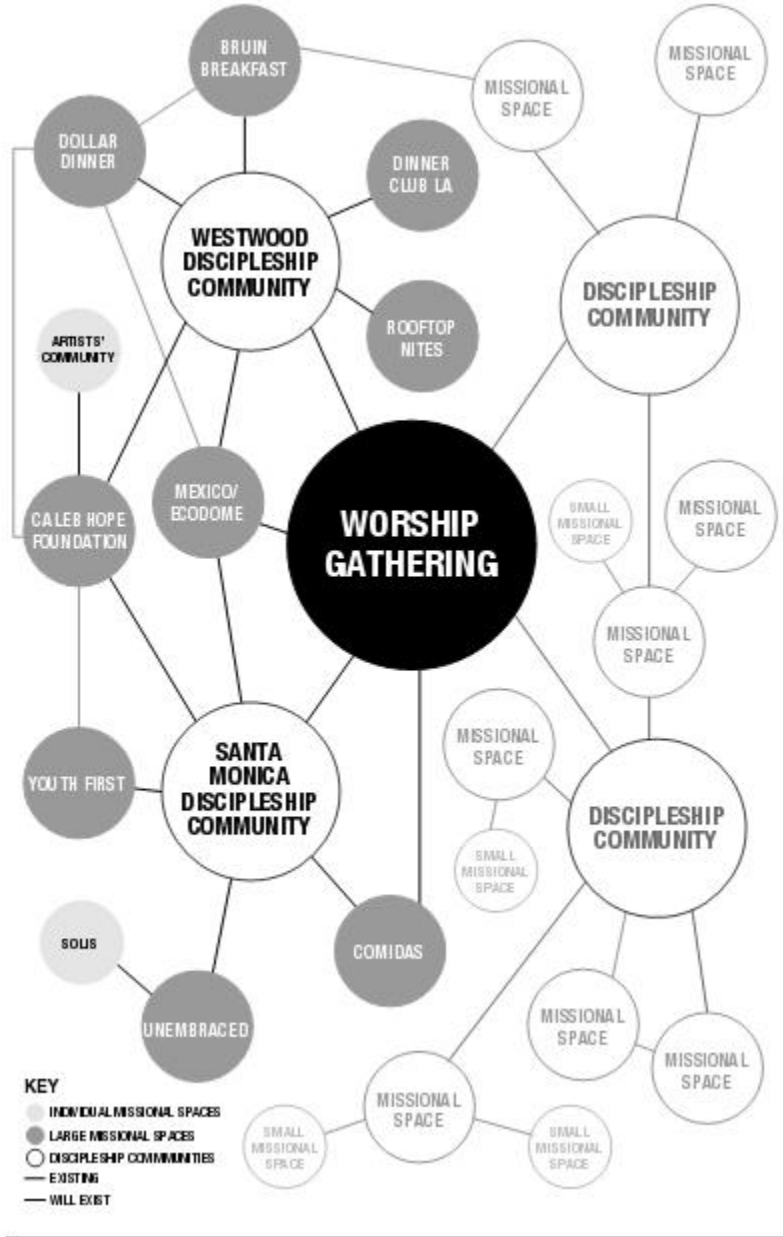 BRUIN
BREAKFAST
MISSIONAL
SPACE
MISSIONAL
SPACE
DOLLAR
DINNER
DINNER
CLUB LA
WESTWOOD
DISCIPLESHIP
COMMUNITY
DISCIPLESHIP
COMMUNITY
ROOFTOP
NITES
ARTISTS'
COMMUNITY
MEXICO/
ECODOME
CALEB HOPE
FOUNDATION
WORSHIP
GATHERING
SMALL
MISSIONAL
SPACE
MISSIONAL
SPACE
MISSIONAL
SPACE
MISSIONAL
SPACE
YOUTH FIRST
SANTA
MONICA
DISCIPLESHIP
COMMUNITY
DISCIPLESHIP
COMMUNITY
SMALL
MISSIONAL
SPACE
SOLIS
COMIDAS
UNEMBRACED
MISSIONAL
SPACE
MISSIONAL
SPACE
MISSIONAL
SPACE
SMALL
MISSIONAL
SPACE
SMALL
MISSIONAL
SPACE
KEY
INDIVIDUAL MISSIONAL SPACES
LARGE MISSIONAL SPACES
DISCIPLESHIP COMMMUNITIES
EXISTING
WILL EXIST